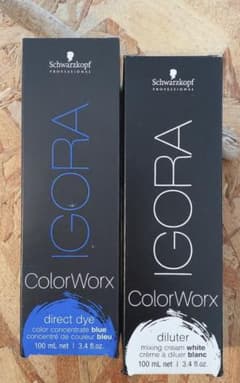 Schwarzkopf
PROFESSIONAL
IGORA
ColorWorx
direct dye
color concentrate blue
concentré de couleur bleu
100 mL net | 3.4 fl.oz.
Schwarzkopf
PROFESSIONAL
IGORA
ColorWorx
diluter
mixing cream white
crème à diluer blanc
100 mL net | 3.4 fl.oz.